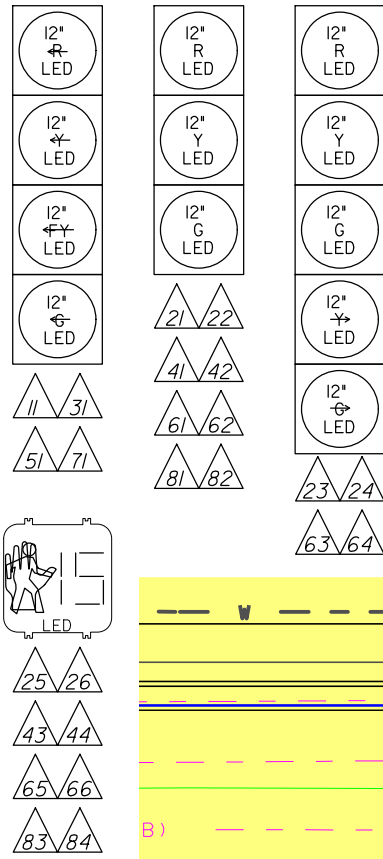 12" R LED
12" Y LED
12" FY LED
12" G LED
11 31
51 71
12" R LED
12" Y LED
12" G LED
21 22
41 42
61 62
81 82
12" R LED
12" Y LED
12" G LED
12" Y LED
12" G LED
23 24
63 64
15
LED
25 26
43 44
65 66
83 84
W
B)